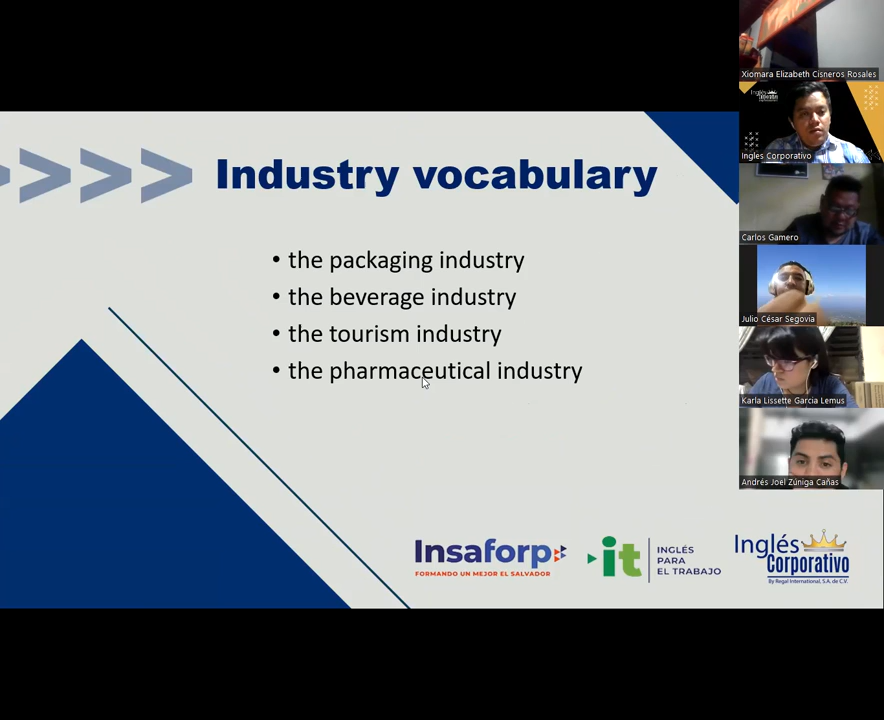 Industry vocabulary
• the packaging industry
• the beverage industry
• the tourism industry
• the pharmaceutical industry
Insaforp
FORMANDO UN MEJOR EL SALVADOR
it
INGLÉS
PARA
EL TRABAJO
Inglés
Corporativo
By Regal International, S.A. de C.V.
Xiomara Elizabeth Cisneros Rosales
Ingles Corporativo
Carlos Gamero
Julio César Segovia
Karla Lissette Garcia Lemus
Andrés Joel Zúniga Cañas